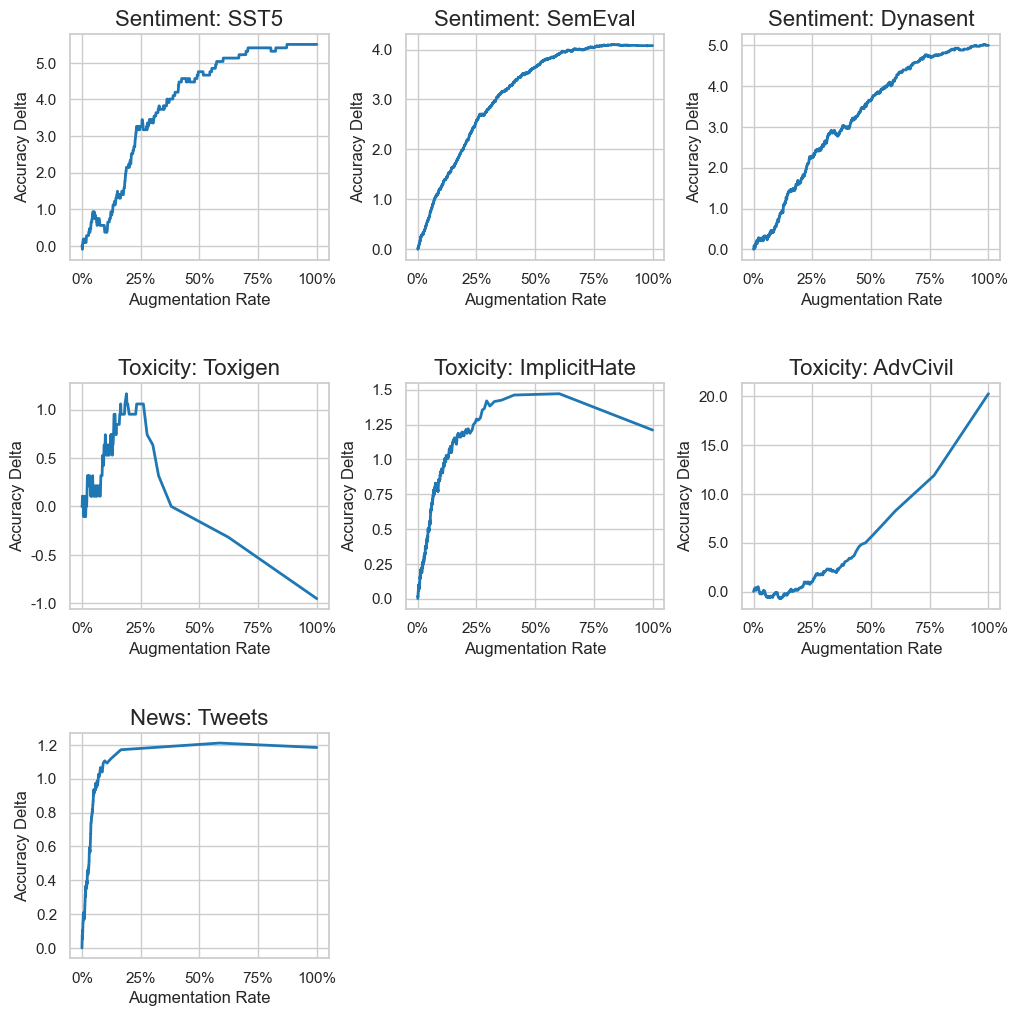 Sentiment: SST5
Accuracy Delta
5.0
4.0
3.0
2.0
1.0
0.0
0% 25% 50% 75% 100%
Augmentation Rate
Sentiment: SemEval
Accuracy Delta
4.0
3.0
2.0
1.0
0.0
0% 25% 50% 75% 100%
Augmentation Rate
Sentiment: Dynasent
Accuracy Delta
5.0
4.0
3.0
2.0
1.0
0.0
0% 25% 50% 75% 100%
Augmentation Rate
Toxicity: Toxigen
Accuracy Delta
1.0
0.5
0.0
-0.5
-1.0
0% 25% 50% 75% 100%
Augmentation Rate
Toxicity: ImplicitHate
Accuracy Delta
1.5
1.25
1.0
0.75
0.5
0.25
0.0
0% 25% 50% 75% 100%
Augmentation Rate
Toxicity: AdvCivil
Accuracy Delta
20.0
15.0
10.0
5.0
0.0
0% 25% 50% 75% 100%
Augmentation Rate
News: Tweets
Accuracy Delta
1.2
1.0
0.8
0.6
0.4
0.2
0.0
0% 25% 50% 75% 100%
Augmentation Rate